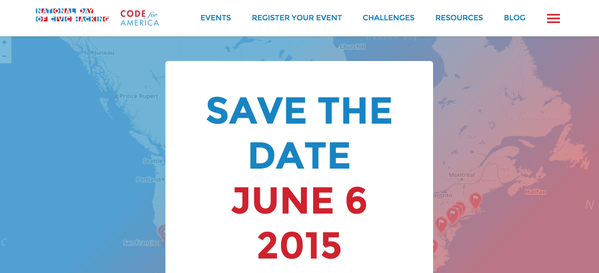 NATIONAL DAY
OF CIVIC HACKING
CODE for
AMERICA
EVENTS
REGISTER YOUR EVENT
CHALLENGES
RESOURCES
BLOG
Churchill
Juneau
Prince Rupert
SAVE THE
DATE
JUNE 6
2015
Seattle
Portland
San Francisco
Montreal
Halifax
N